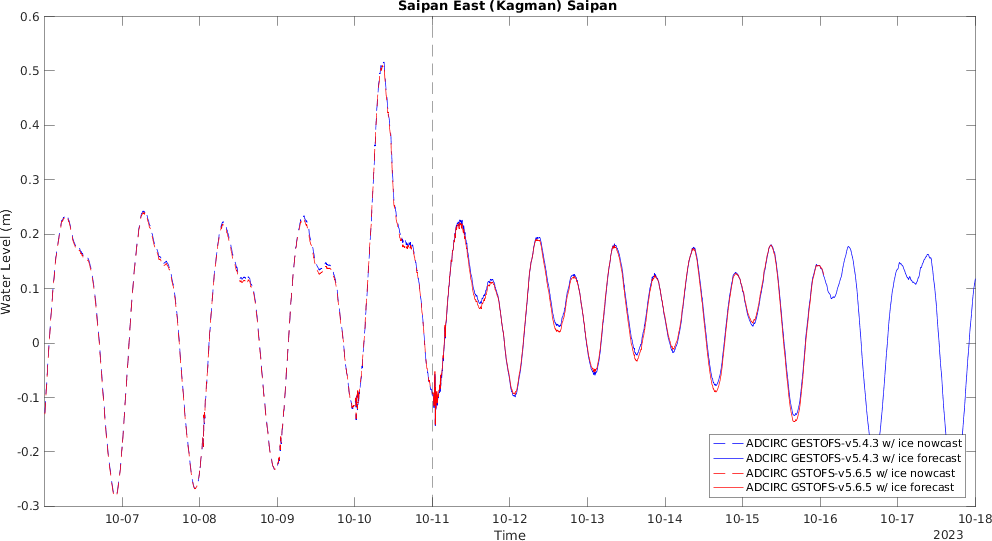 Saipan East (Kagman) Saipan
Water Level (m)
0.6
0.5
0.4
0.3
0.2
0.1
0
-0.1
-0.2
-0.3
ADCIRC GESTOFS-v5.4.3 w/ ice nowcast
ADCIRC GESTOFS-v5.4.3 w/ ice forecast
ADCIRC GSTOFS-v5.6.5 w/ ice nowcast
ADCIRC GSTOFS-v5.6.5 w/ ice forecast
10-07 10-08 10-09 10-10 10-11 10-12 10-13 10-14 10-15 10-16 10-17 10-18
Time
2023